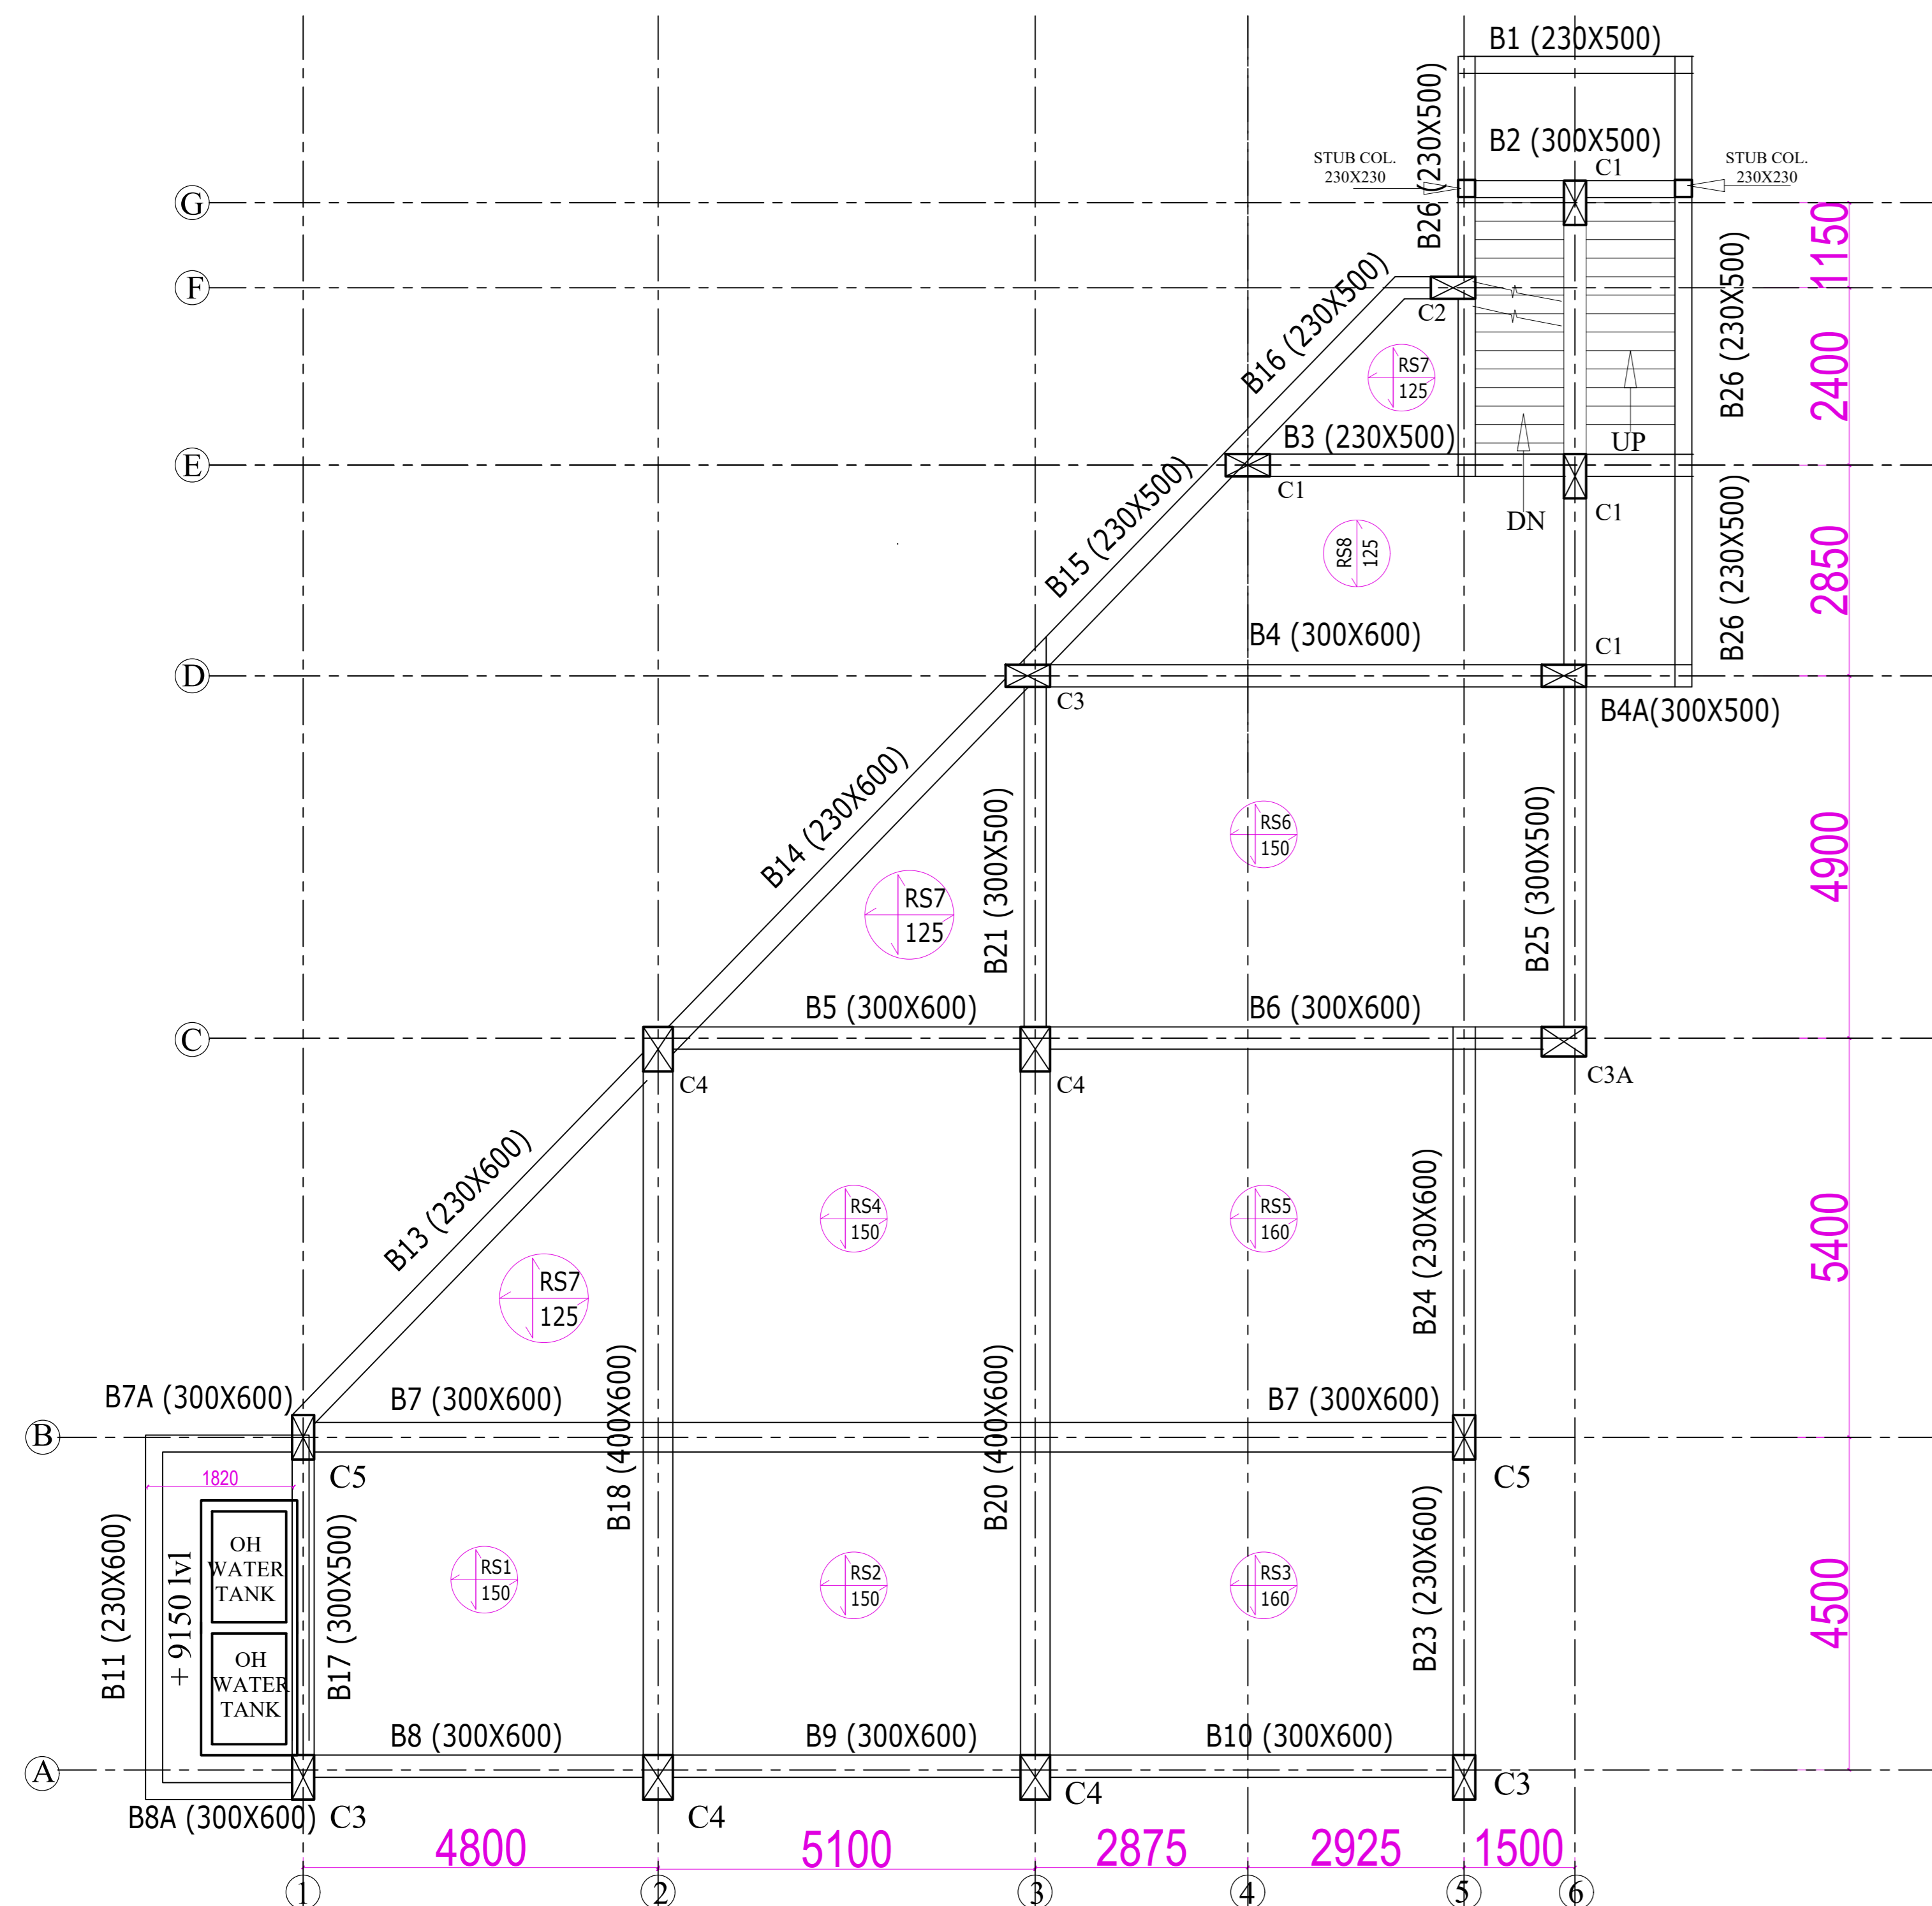 B1 (230X500)
B26 (230X500)
B2 (300X500)
STUB COL.
230X230
C1
STUB COL.
230X230
G
1150
F
B16 (230X500)
C2
B26 (230X500)
2400
RS7
125
B3 (230X500)
UP
E
C1
DN
C1
B15 (230X500)
RS8
125
B26 (230X500)
2850
B4 (300X600)
C1
D
C3
B4A(300X500)
B14 (230X600)
RS6
150
B21 (300X500)
B25 (300X500)
4900
RS7
125
B5 (300X600)
B6 (300X600)
C
C4
C4
C3A
B13 (230X600)
RS4
150
RS5
160
B24 (230X600)
5400
RS7
125
B7A (300X600)
B7 (300X600)
B18 (400X600)
B20 (400X600)
B7 (300X600)
B
1820
C5
C5
B11 (230X600)
+ 9150 lvl
OH
WATER
TANK
OH
WATER
TANK
B17 (300X500)
RS1
150
RS2
150
RS3
160
B23 (230X600)
4500
B8 (300X600)
B9 (300X600)
B10 (300X600)
A
B8A (300X600)
C3
C4
C4
C3
4800
5100
2875
2925
1500
1
2
3
4
5
6